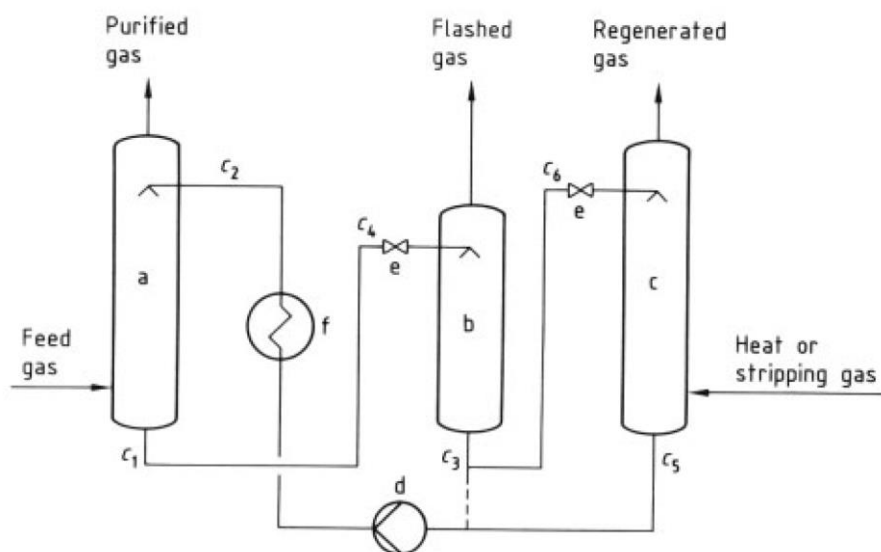 Purified
gas
Flashed
gas
Regenerated
gas
c2
c6
e
c4
e
a
b
c
f
Feed
gas
Heat or
stripping gas
c1
c3
c5
d